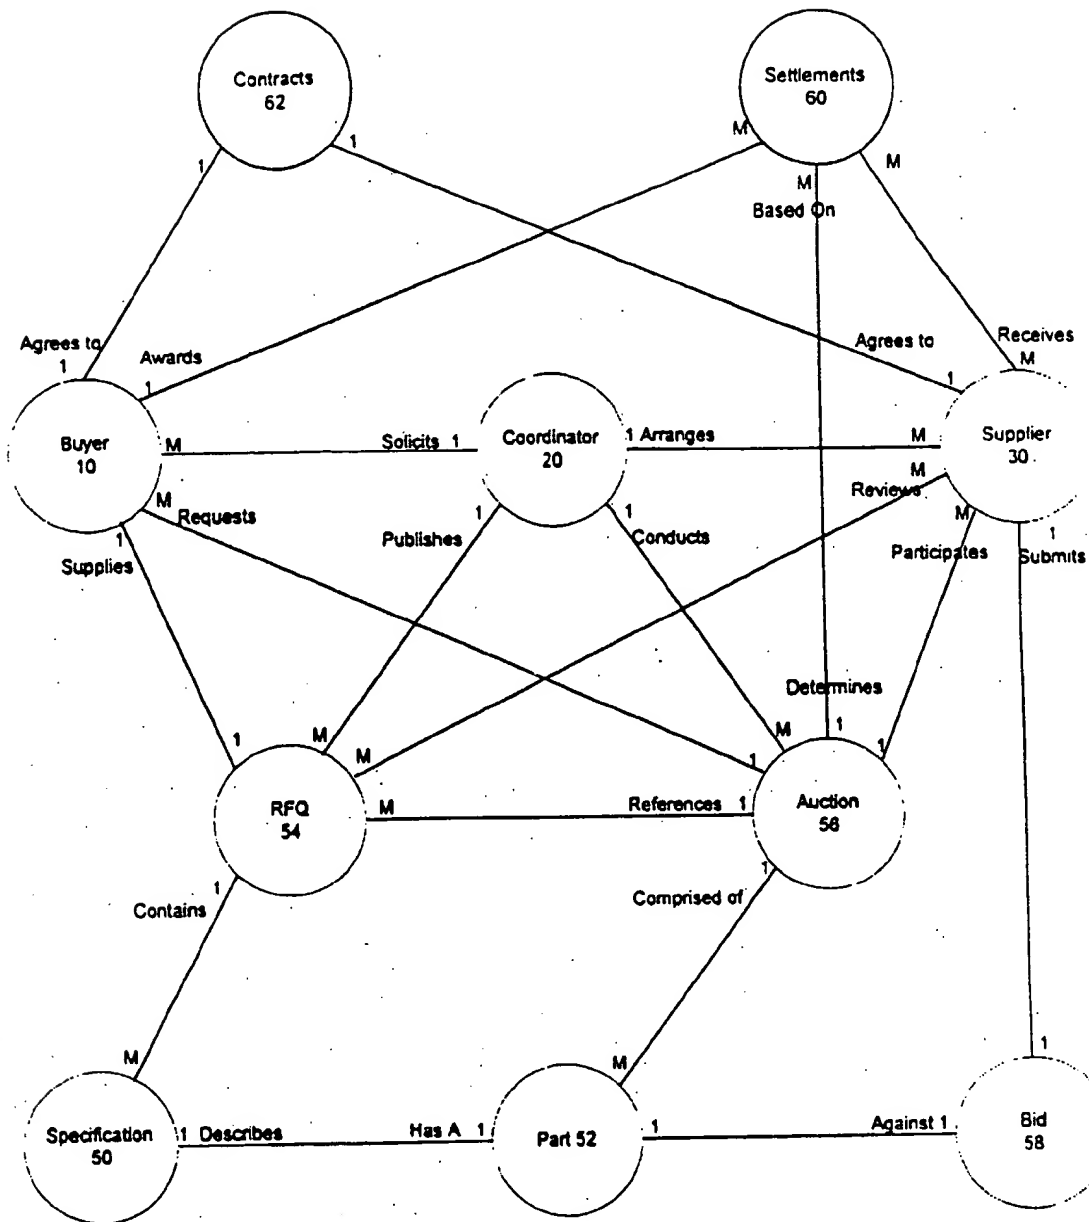 Contracts
62
Settlements
60
1
1
M
M
M
Based On
Agrees to
1
Awards
1
Agrees to
1
Receives
M
Buyer
10
M
Solicits 1
Coordinator
20
1 Arranges
M
Supplier
30
M
Requests
1
Supplies
1
Publishes
1
Conducts
M
Reviews
M
Participates
1
Submits
Determines
1
M
M
M
1
1
1
RFQ
54
M
References 1
Auction
56
1
Contains
1
Comprised of
M
M
1
Specification
50
1 Describes
Has A 1
Part 52
1
Against 1
Bid
58